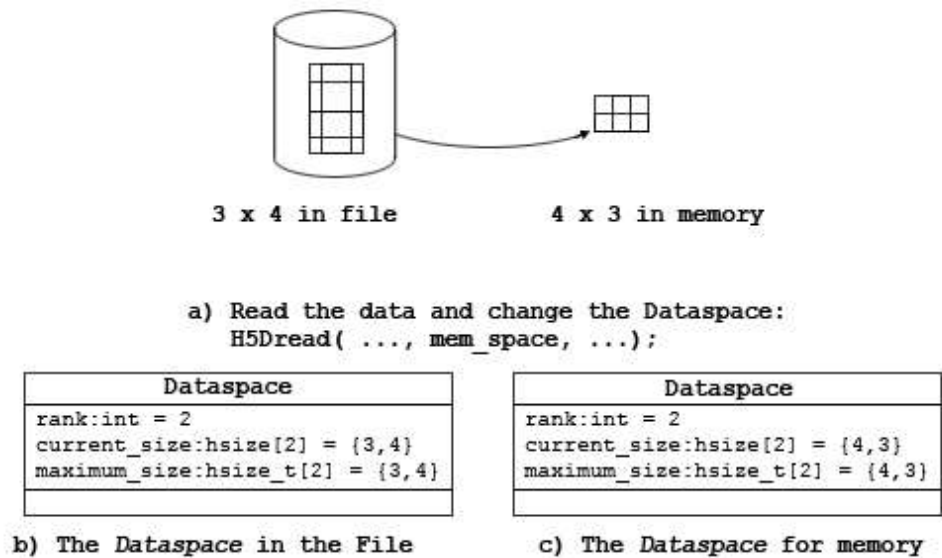 3 x 4 in file
4 x 3 in memory
a) Read the data and change the Dataspace:
H5Dread( ..., mem_space, ...);
Dataspace
rank:int = 2
current_size:hsize[2] = {3,4}
maximum_size:hsize_t[2] = {3,4}
b) The Dataspace in the File
Dataspace
rank:int = 2
current_size:hsize[2] = {4,3}
maximum_size:hsize_t[2] = {4,3}
c) The Dataspace for memory